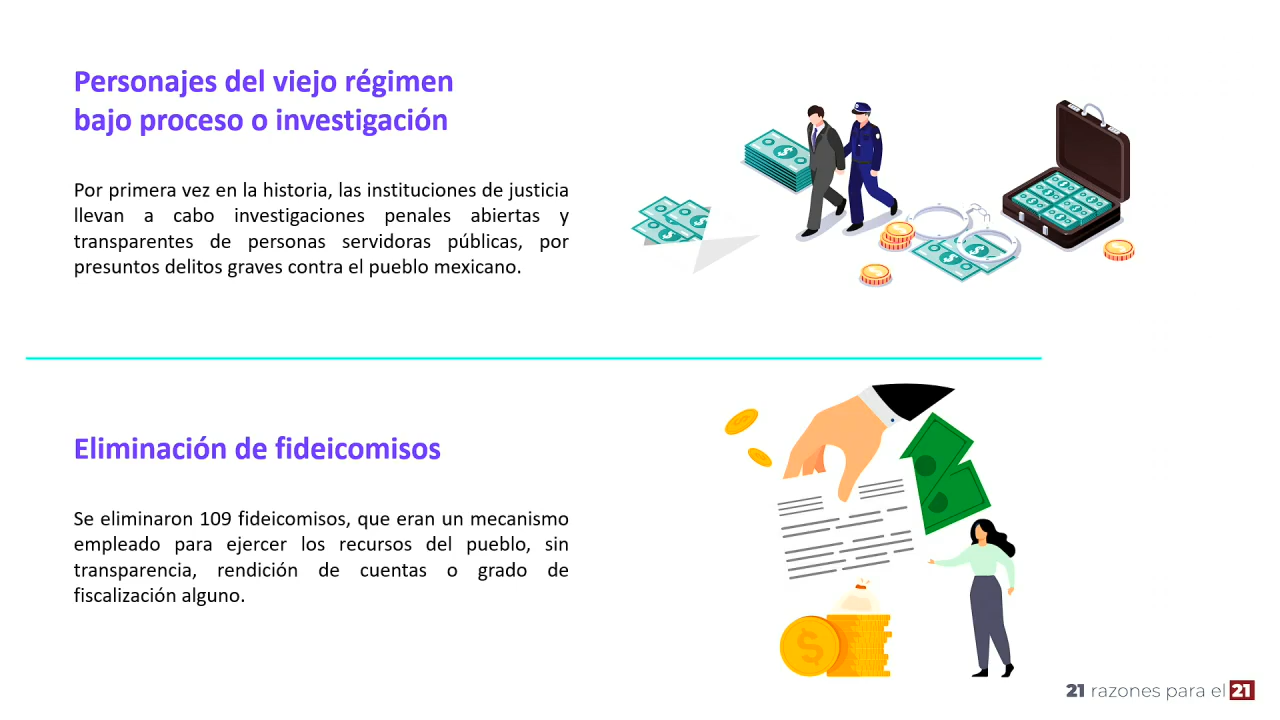 Personajes del viejo régimen
bajo proceso o investigación
Por primera vez en la historia, las instituciones de justicia
llevan a cabo investigaciones penales abiertas y
transparentes de personas servidoras públicas, por
presuntos delitos graves contra el pueblo mexicano.
Eliminación de fideicomisos
Se eliminaron 109 fideicomisos, que eran un mecanismo
empleado para ejercer los recursos del pueblo, sin
transparencia, rendición de cuentas o grado de
fiscalización alguno.
21 razones para el 21